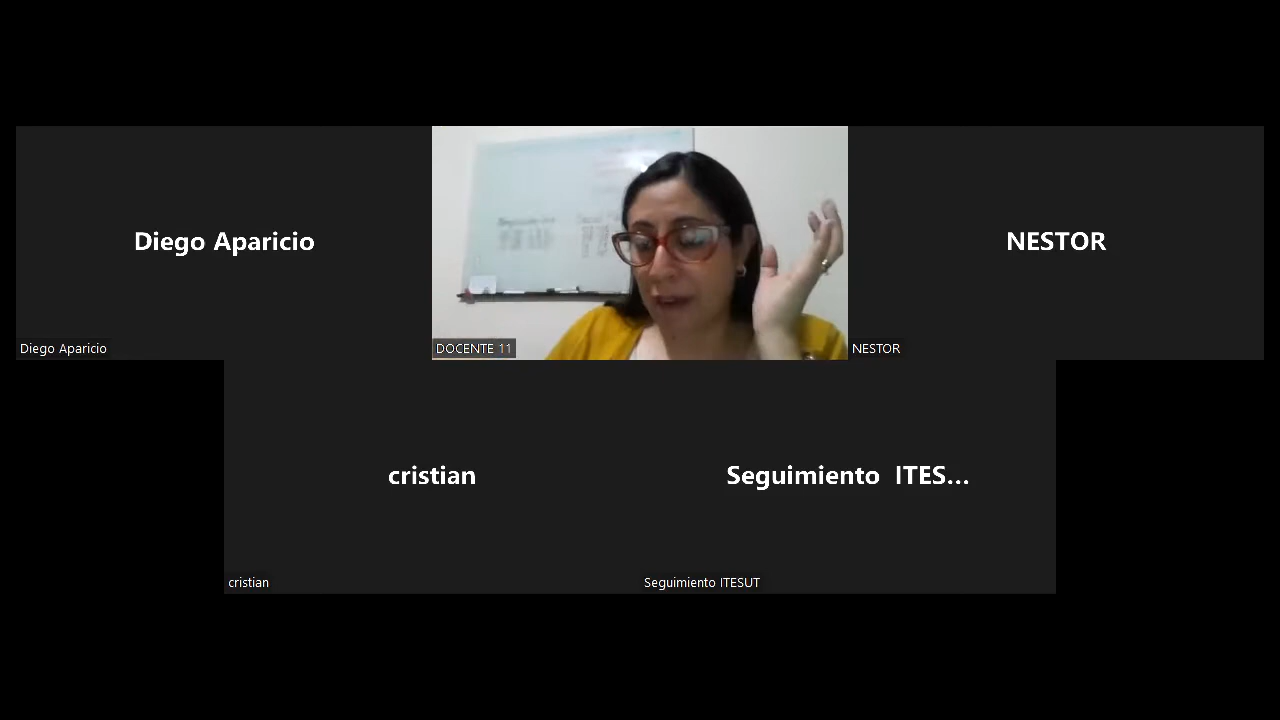 Diego Aparicio
NESTOR
Diego Aparicio
DOCENTE 11
NESTOR
cristian
Seguimiento ITES...
cristian
Seguimiento ITESUT